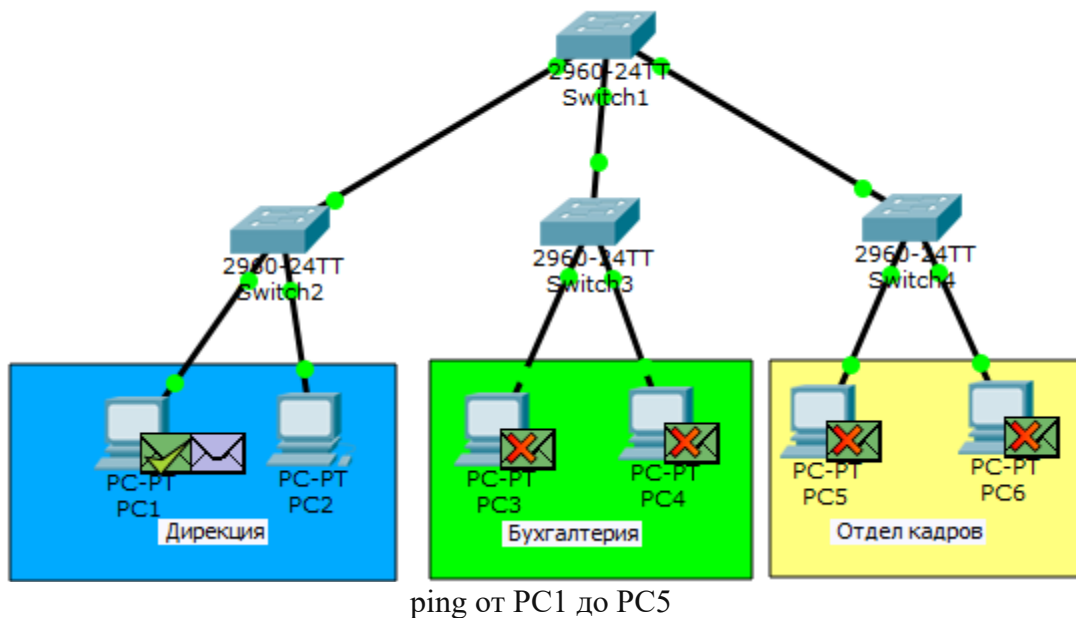 2960-24TT
Switch1
2960-24TT
Switch2
2960-24TT
Switch3
2960-24TT
Switch4
PC-PT
PC1
PC-PT
PC2
PC-PT
PC3
PC-PT
PC4
PC-PT
PC5
PC-PT
PC6
Дирекция
Бухгалтерия
Отдел кадров
ping от PC1 до PC5